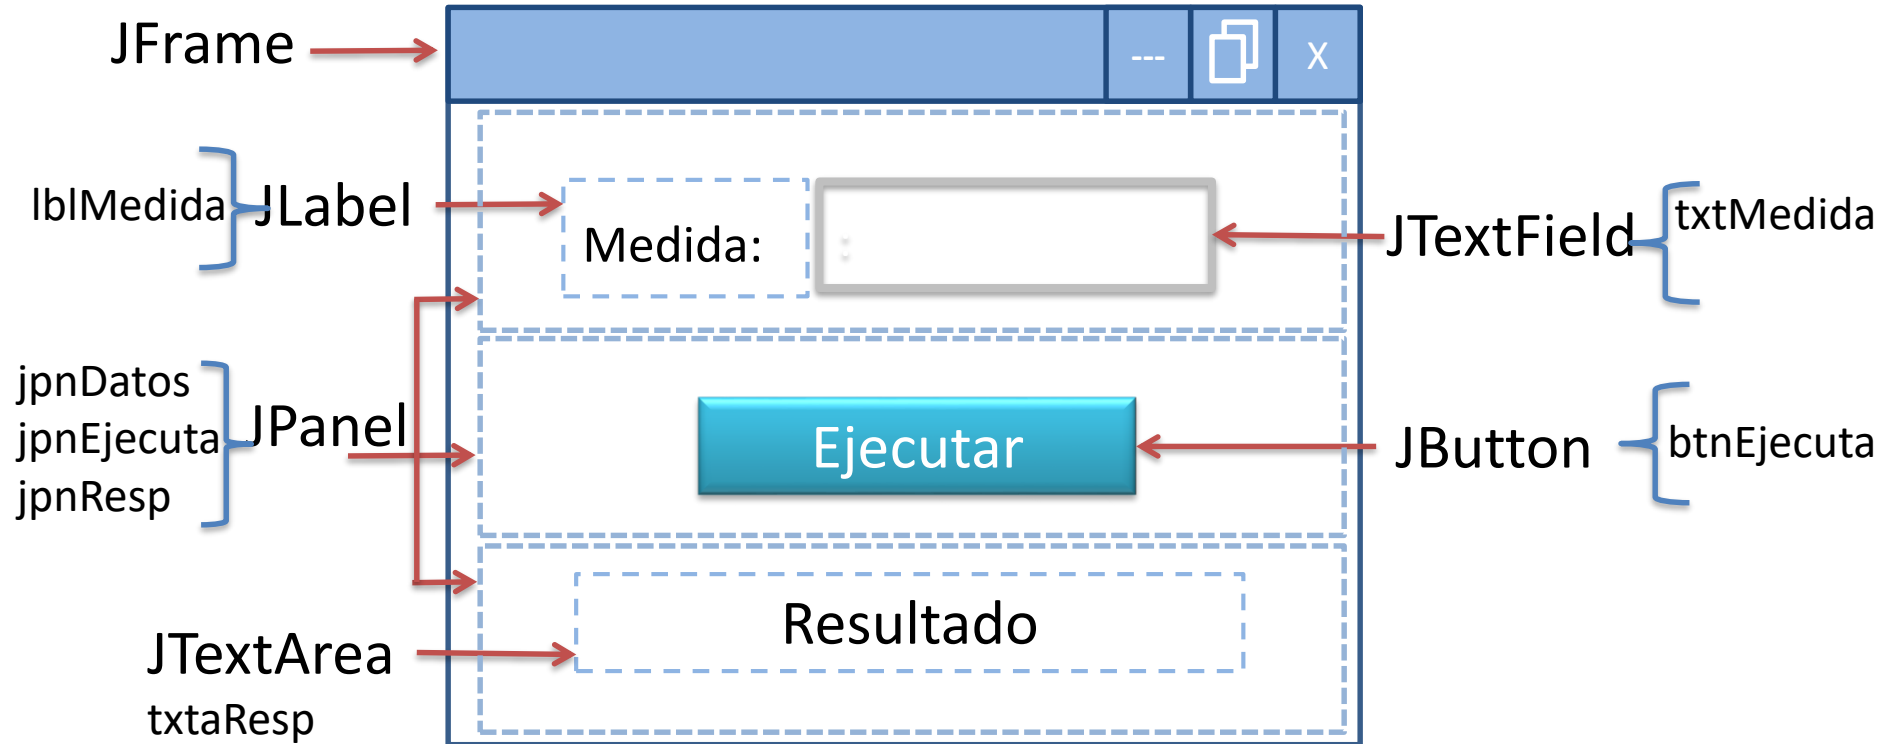 JFrame
--- X
lblMedida JLabel
Medida:
:
JTextField txtMedida
jpnDatos
jpnEjecuta JPanel
jpnResp
Ejecutar
JButton btnEjecuta
Resultado
JTextArea
txtaResp